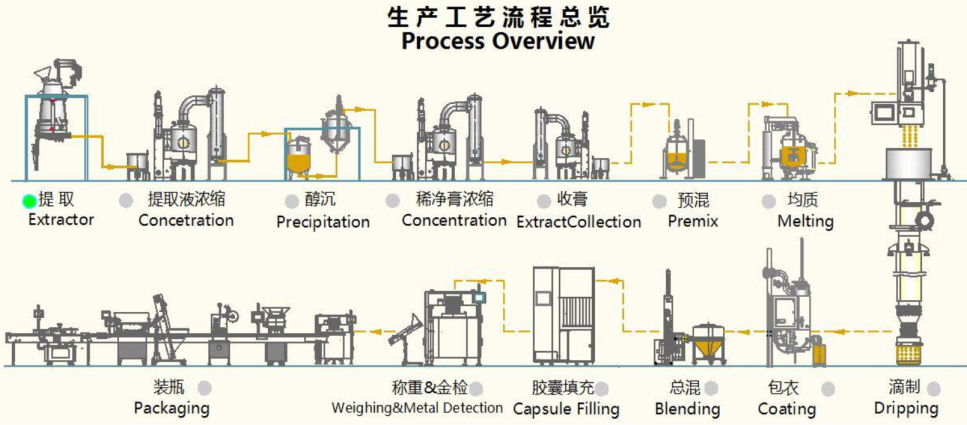 生产工艺流程总览
Process Overview
提取
Extractor
提取液浓缩
Concetration
醇沉
Precipitation
稀净膏浓缩
Concentration
收膏
ExtractCollection
预混
Premix
均质
Melting
装瓶
Packaging
称重&金检
Weighing&Metal Detection
胶囊填充
Capsule Filling
总混
Blending
包衣
Coating
滴制
Dripping